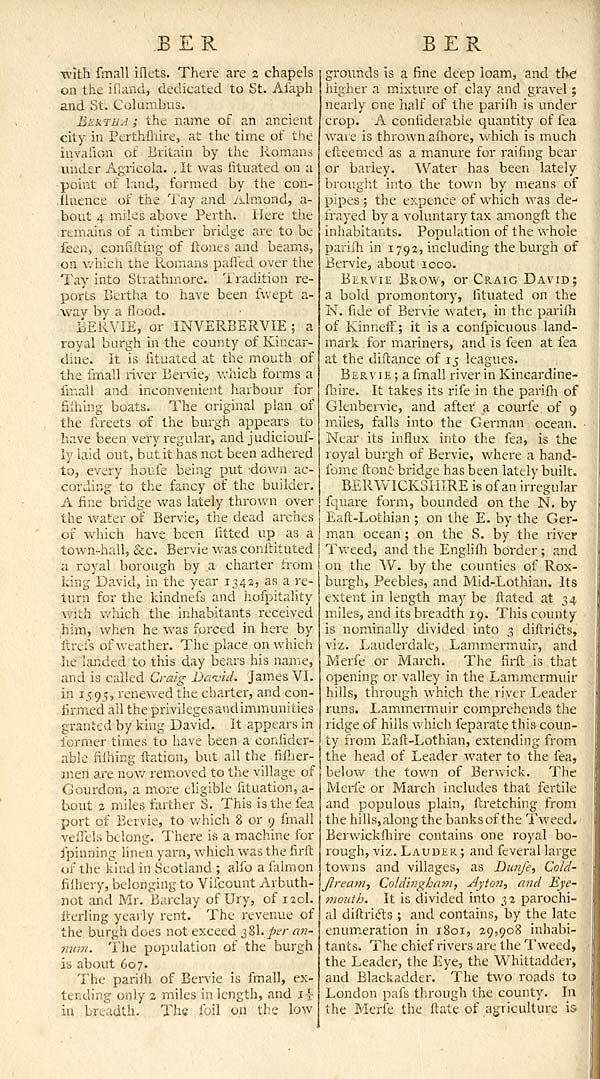 BER
BER
with ſmall iſlets. There are 2 chapels
on the iſland, dedicated to St. Aſaph
and St. Columbus.
BERTHA; the name of an ancient
city in Perthſhire, at the time of the
invaſion of Britain by the Romans
under Agricola. It was ſituated on a
point of land, formed by the con-
fluence of the Tay and Almond, a-
bout 4 miles above Perth. Here the
remains of a timber bridge are to be
ſeen, conſiſting of ſtones and beams,
on which the Romans paſſed over the
Tay into Strathmore. Tradition re-
ports Bertha to have been ſwept a-
way by a flood.
BERVIE, or INVERBERVIE; a
royal burgh in the county of Kincar-
dine. It is ſituated at the mouth of
the ſmall river Bervie, which forms a
ſmall and inconvenient harbour for
fiſhing boats. The original plan of
the ſtreets of the burgh appears to
have been very regular, and judiciouſ-
ly laid out, but it has not been adhered
to, every houſe being put down ac-
cording to the fancy of the builder.
A fine bridge was lately thrown over
the water of Bervie, the dead arches
of which have been fitted up as a
town-hall, &c. Bervie was conſtituted
a royal borough by a charter from
king David, in the year 1342, as a re-
turn for the kindneſs and hoſpitality
with which the inhabitants received
him, when he was forced in here by
ſtreſs of weather. The place on which
he landed to this day bears his name,
and is called Craig David. James VI.
in 1595, renewed the charter, and con-
firmed all the privileges and immunities
granted by king David. It appears in
former times to have been a conſider-
able fiſhing ſtation, but all the fiſher-
men are now removed to the village of
Gourdon, a more eligible ſituation, a-
bout 2 miles farther S. This is the ſea
port of Bervie, to which 8 or 9 ſmall
veſſels belong. There is a machine for
ſpinning linen yarn, which was the firſt
of the kind in Scotland; alſo a ſalmon
fiſhery, belonging to Viſcount Arbuth-
not and Mr. Barclay of Ury, of 120l.
ſterling yearly rent. The revenue of
the burgh does not exceed 38l. per an-
num. The population of the burgh
is about 607.
The pariſh of Bervie is ſmall, ex-
tending only 2 miles in length, and 1½
in breadth. The ſoil on the low
grounds is a fine deep loam, and the
higher a mixture of clay and gravel;
nearly one half of the pariſh is under
crop. A conſiderable quantity of ſea
ware is thrown aſhore, which is much
eſteemed as a manure for raiſing bear
or barley. Water has been lately
brought into the town by means of
pipes; the expence of which was de-
frayed by a voluntary tax amongſt the
inhabitants. Population of the whole
pariſh in 1792, including the burgh of
Bervie, about 1000.
BERVIE BROW, or CRAIG DAVID;
a bold promontory, ſituated on the
N. ſide of Bervie water, in the pariſh
of Kinneff; it is a conſpicuous land-
mark for mariners, and is ſeen at ſea
at the diſtance of 15 leagues.
BERVIE; a ſmall river in Kincardine-
ſhire. It takes its riſe in the pariſh of
Glenbervie, and after a courſe of 9
miles, falls into the German ocean.
Near its influx into the ſea, is the
royal burgh of Bervie, where a hand-
ſome ſtone bridge has been lately built.
BERWICKSHIRE is of an irregular
ſquare form, bounded on the N. by
Eaſt-Lothian; on the E. by the Ger-
man ocean; on the S. by the river
Tweed, and the Engliſh border; and
on the W. by the counties of Rox-
burgh, Peebles, and Mid-Lothian. Its
extent in length may be ſtated at 34
miles, and its breadth 19. This county
is nominally divided into 3 diſtricts,
viz. Lauderdale, Lammermuir, and
Merſe or March. The firſt is that
opening or valley in the Lammermuir
hills, through which the river Leader
runs. Lammermuir comprehends the
ridge of hills which ſeparate this coun-
ty from Eaſt-Lothian, extending from
the head of Leader water to the ſea,
below the town of Berwick. The
Merſe or March includes that fertile
and populous plain, ſtretching from
the hills, along the banks of the Tweed.
Berwickſhire contains one royal bo-
rough, viz. LAUDER; and ſeveral large
towns and villages, as Dunſe, Cold-
ſtream, Coldingham, Ayton, and Eye-
mouth. It is divided into 32 parochi-
al diſtricts; and contains, by the late
enumeration in 1801, 29,908 inhabi-
tants. The chief rivers are the Tweed,
the Leader, the Eye, the Whittadder,
and Blackadder. The two roads to
London paſs through the county. In
the Merſe the ſtate of agriculture is